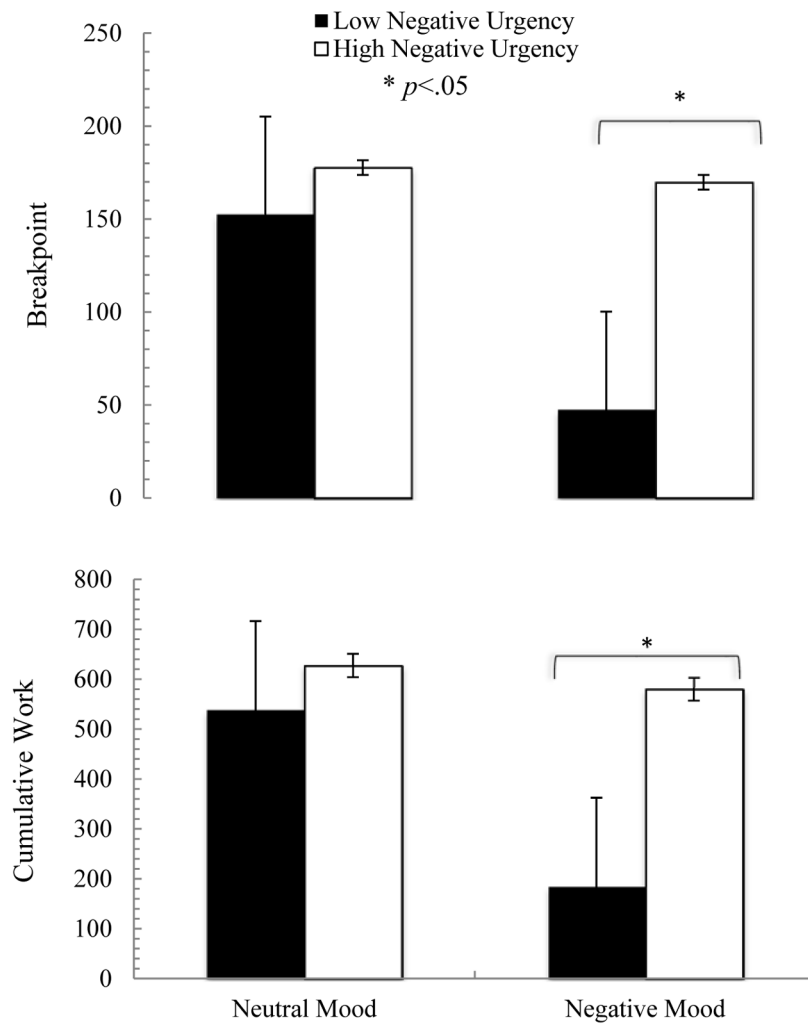 ■ Low Negative Urgency
□ High Negative Urgency
* p<.05
*
Breakpoint
250
200
150
100
50
0
*
Cumulative Work
800
700
600
500
400
300
200
100
0
Neutral Mood
Negative Mood